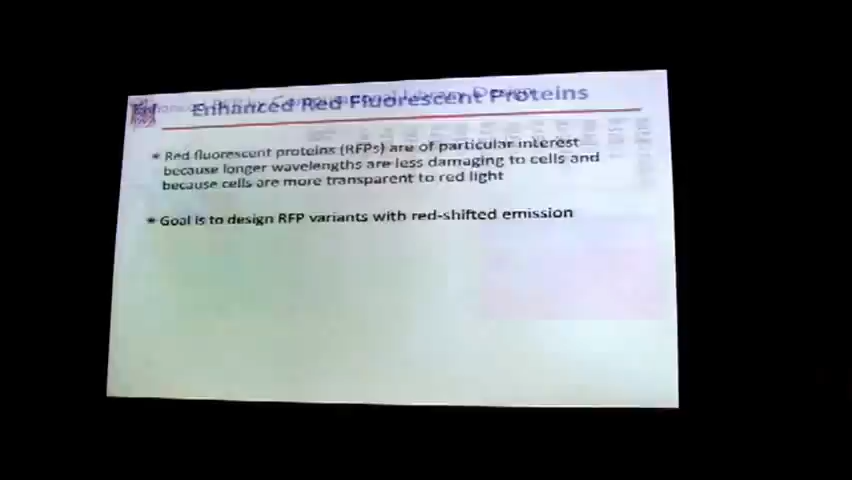 Enhanced Red Fluorescent Proteins
* Red fluorescent proteins (RFPs) are of particular interest
because longer wavelengths are less damaging to cells and
because cells are more transparent to red light
* Goal is to design RFP variants with red-shifted emission